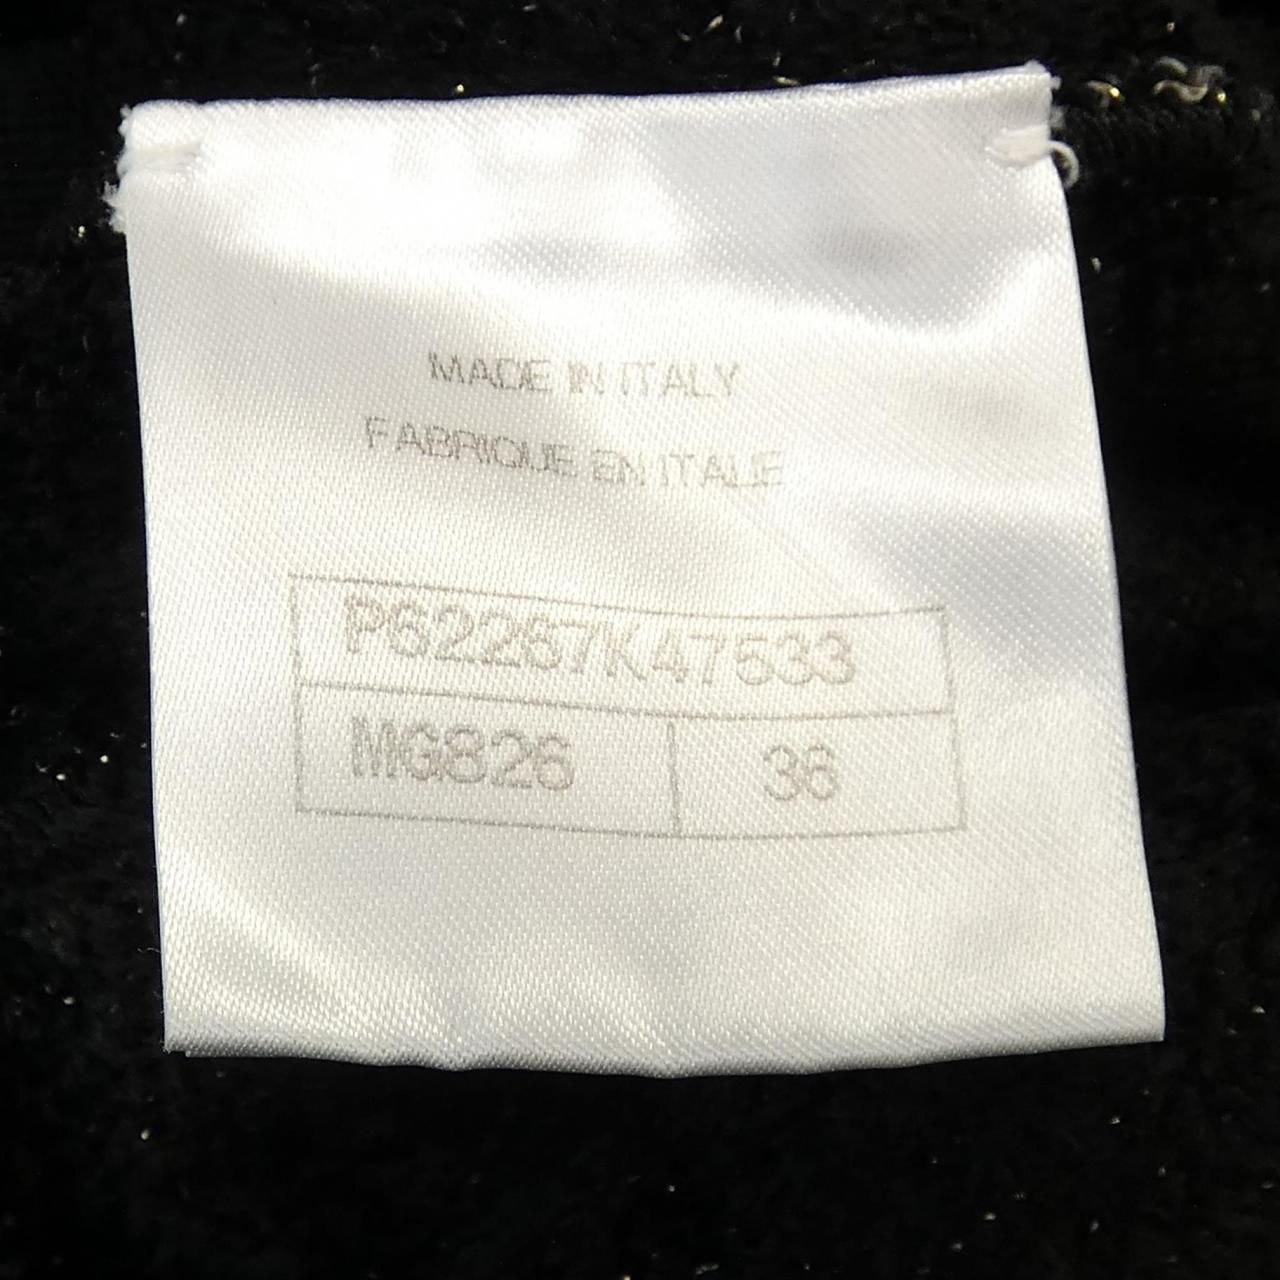 MADE IN ITALY
FABRIQUE EN ITALIE
P62267K47533
MG826
36